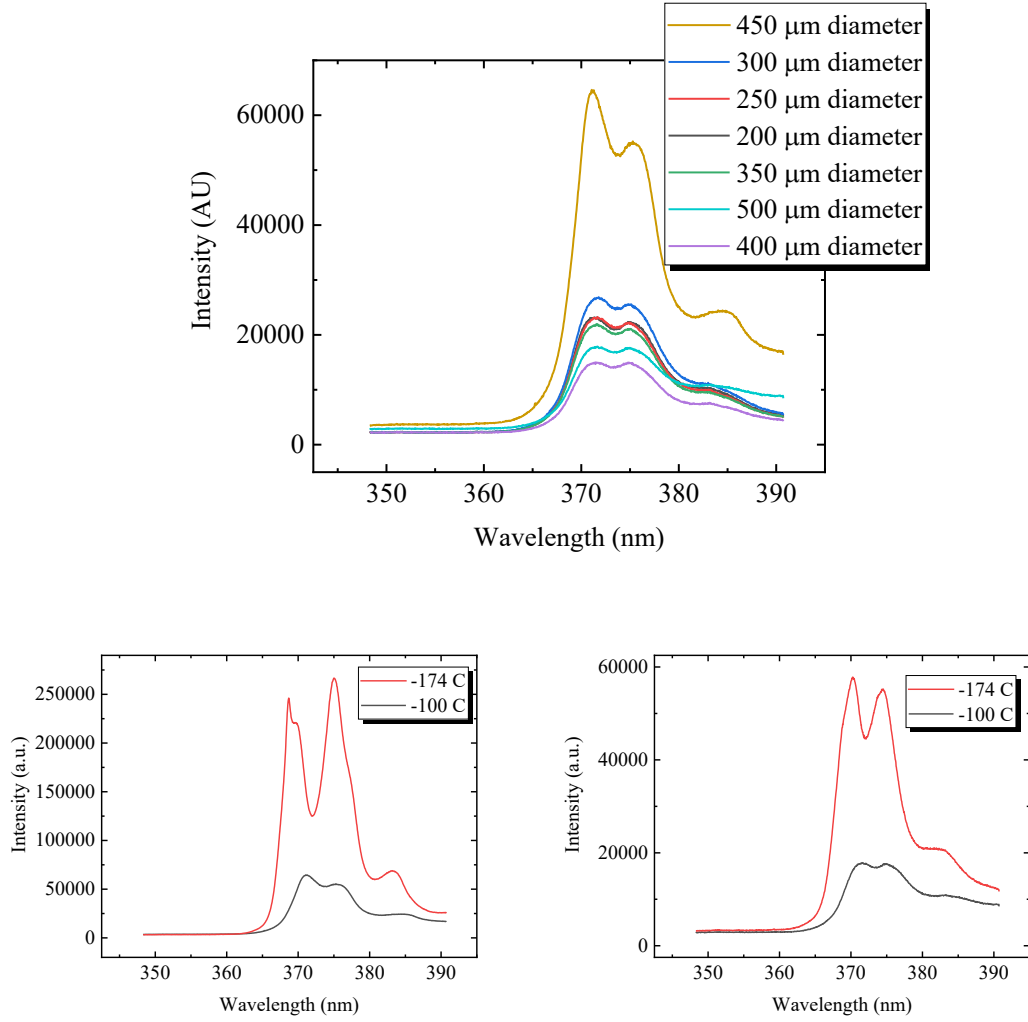 450 μm diameter
300 μm diameter
250 μm diameter
200 μm diameter
350 μm diameter
500 μm diameter
400 μm diameter
60000
40000
20000
0
Intensity (AU)
350 360 370 380 390
Wavelength (nm)
-174 C
-100 C
250000
200000
150000
100000
50000
0
Intensity (a.u.)
350 360 370 380 390
Wavelength (nm)
-174 C
-100 C
60000
40000
20000
0
Intensity (a.u.)
350 360 370 380 390
Wavelength (nm)